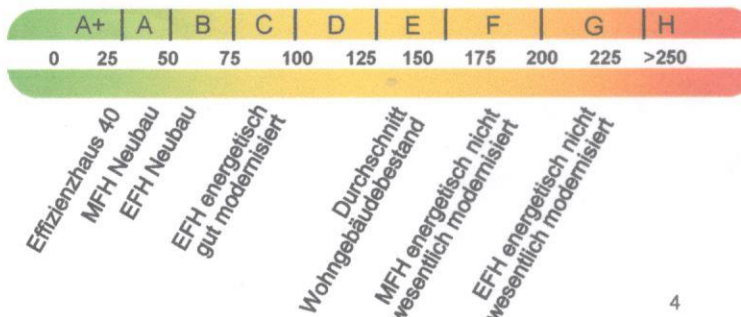 A+ A B C D E F G H
0 25 50 75 100 125 150 175 200 225 >250
Effizienzhaus 40
MFH Neubau
EFH Neubau
EFH energetisch
gut modernisiert
Durchschnitt
Wohngebäudebestand
MFH energetisch nicht
wesentlich modernisiert
EFH energetisch nicht
wesentlich modernisiert
4